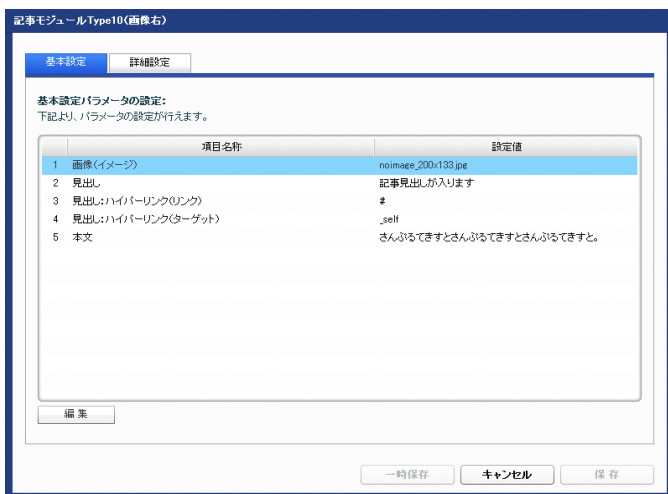 記事モジュールType10(画像右)
基本設定 詳細設定
基本設定パラメータの設定:
下記より、パラメータの設定が行えます。
項目名称 設定値
1 画像(イメージ) noimage_200x133.jpg
2 見出し 記事見出しが入ります
3 見出し:ハイパーリンク(リンク) #
4 見出し:ハイパーリンク(ターゲット) _self
5 本文 さんぷるてきすとさんぷるてきすとさんぷるてきすと。
編集
一時保存 キャンセル 保存